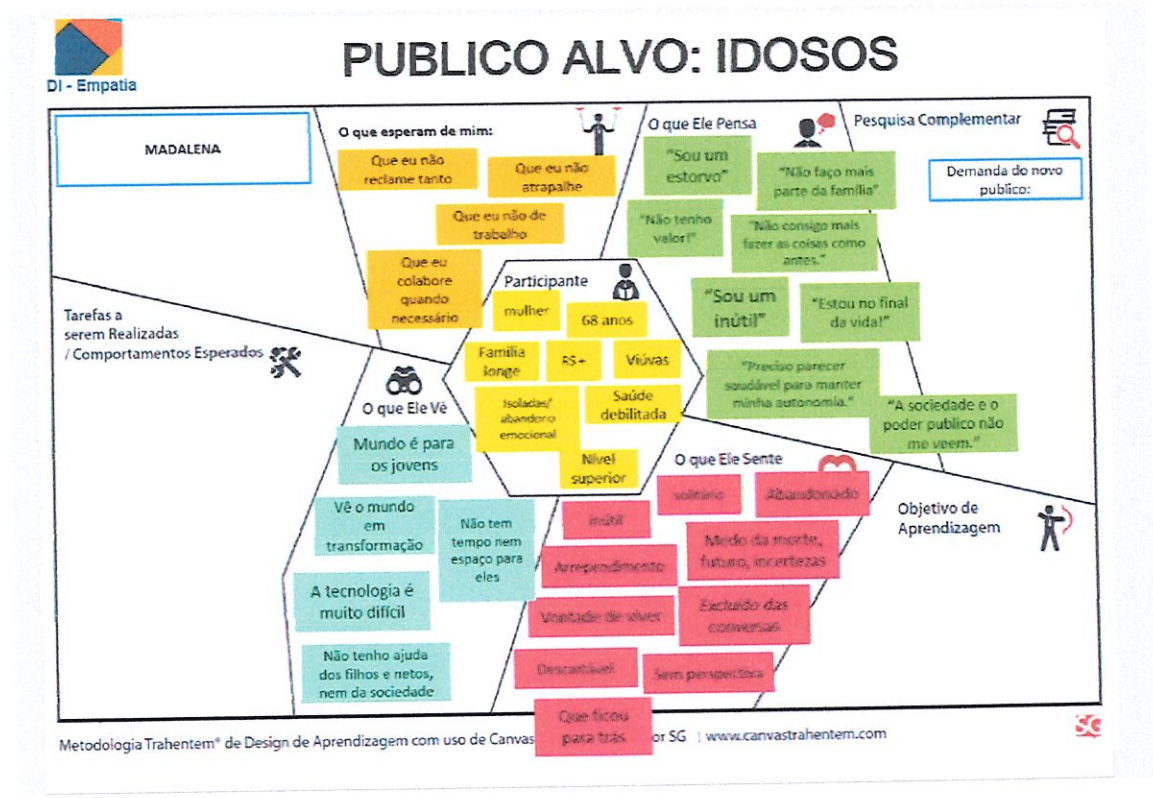 PUBLICO ALVO: IDOSOS
DI - Empatia
MADALENA
O que esperam de mim:
Que eu não
reclame tanto
Que eu não
atrapalhe
Que eu não de
trabalho
Que eu
colabore
quando
necessário
O que Ele Pensa
"Sou um
estorvo"
"Não faço mais
parte da família"
"Não tenho
valor!"
"Não consigo mais
fazer as coisas como
antes."
"Sou um
inútil"
"Estou no final
da vida!"
"Preciso parecer
saudável para manter
minha autonomia."
"A sociedade e o
poder publico não
me veem."
Pesquisa Complementar
Demanda do novo
publico:
Tarefas a
serem Realizadas
/ Comportamentos Esperados
Participante
mulher
68 anos
Família
longe
R$+
Viúvas
Isoladas/
abandono
emocional
Saúde
debilitada
Nível
superior
O que Ele Vê
Mundo é para
os jovens
Vê o mundo
em
transformação
Não tem
tempo nem
espaço para
eles
A tecnologia é
muito difícil
Não tenho ajuda
dos filhos e netos,
nem da sociedade
O que Ele Sente
solitário
Abandonado
inútil
Medo da morte,
futuro, incertezas
Arrependimento
Vontade de viver
Excluído das
conversas
Descartável
Sem perspectiva
Que ficou
para trás
Objetivo de
Aprendizagem
Metodologia Trahentem® de Design de Aprendizagem com uso de Canvas or SG | www.canvastrahentem.com
SG